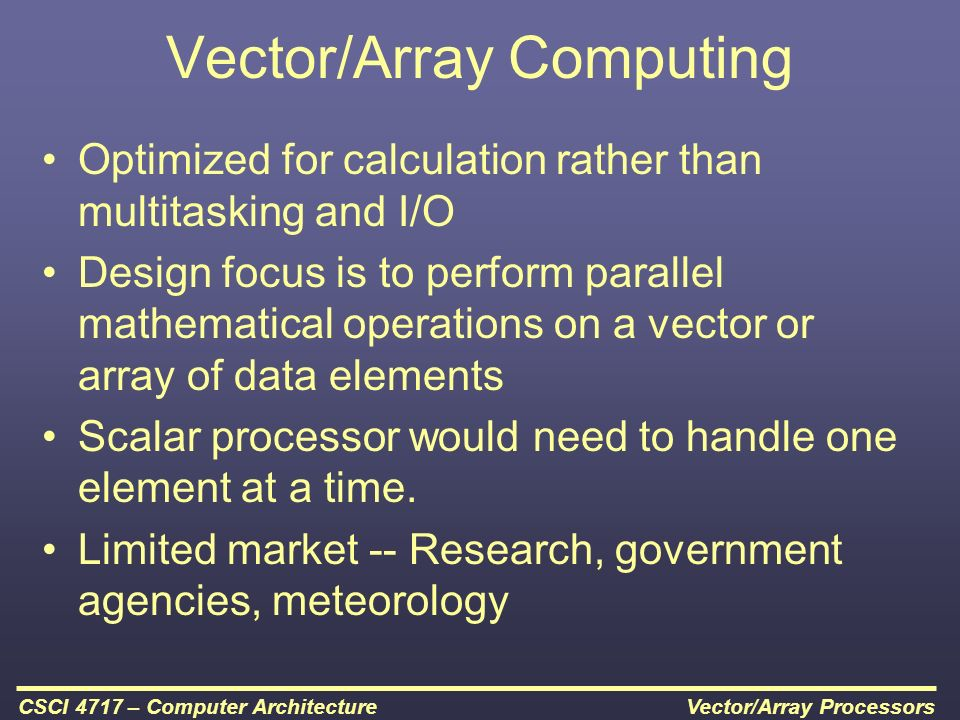 Vector/Array Computing
• Optimized for calculation rather than
multitasking and I/O
• Design focus is to perform parallel
mathematical operations on a vector or
array of data elements
• Scalar processor would need to handle one
element at a time.
• Limited market -- Research, government
agencies, meteorology
CSCI 4717 – Computer Architecture
Vector/Array Processors